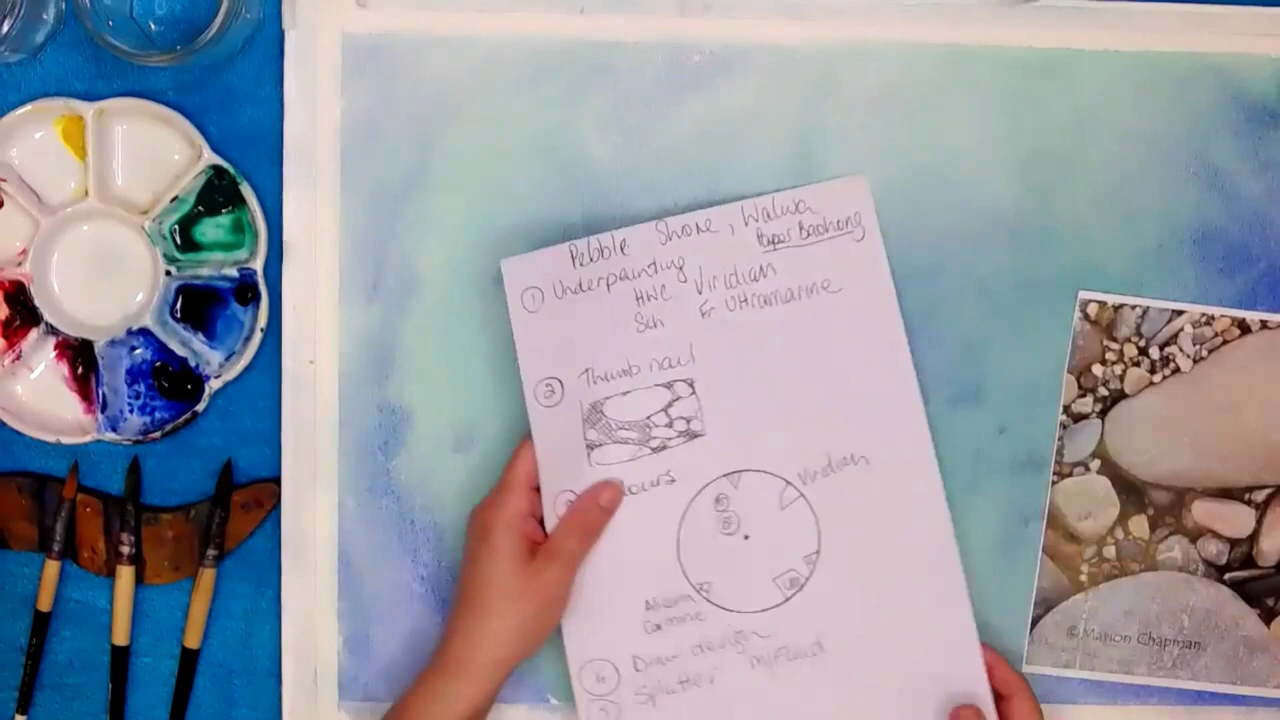 Pebble Shore, Walwa
Paper Baohong
① Underpainting
HWC Viridian
Sch Fr Ultramarine
② Thumb nail
Viridian
Carmine
4 Draw design
Splatter
© Marion Chapman